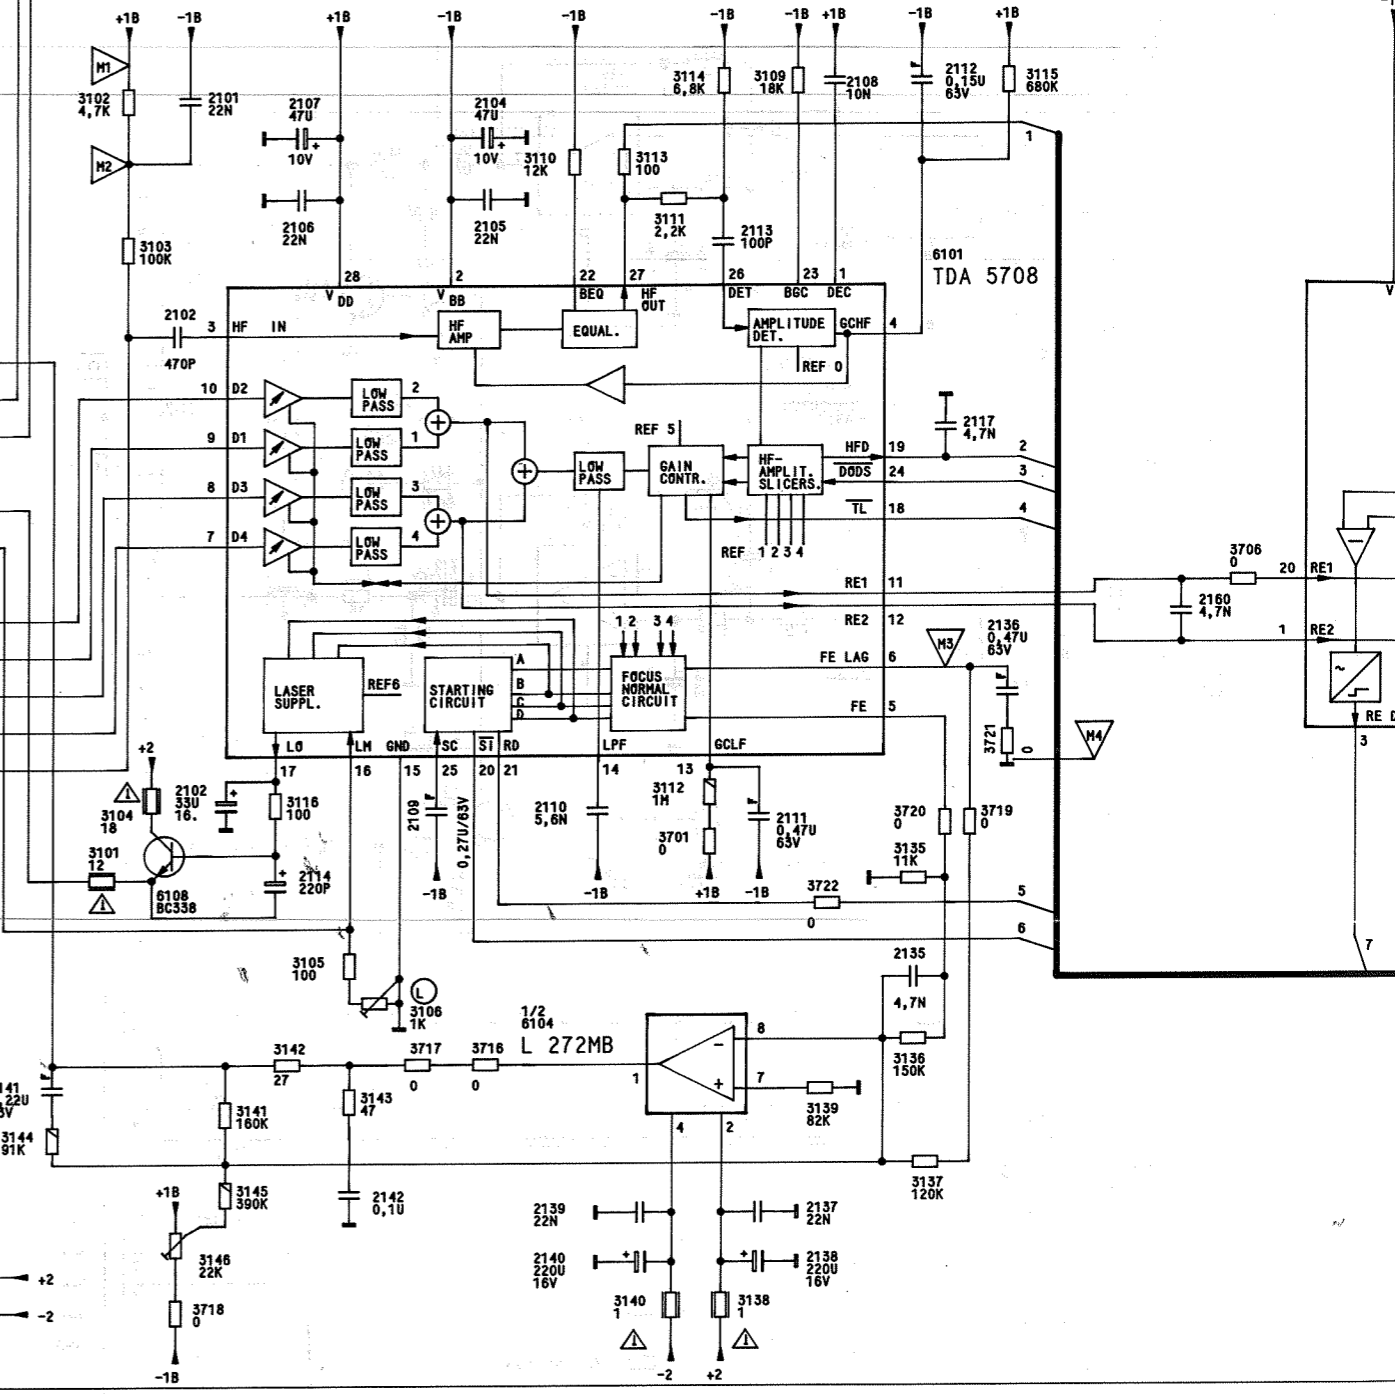 +1B
-1B
+1B
-1B
-1B
-1B
-1B
+1B
-1B
+1B
M1
3102
4,7K
2101
22N
M2
2107
47U
10V
2106
22N
2104
47U
10V
2105
22N
3110
12K
3113
100
3114
6,8K
3109
18K
2108
10N
2112
0,15U
63V
3115
680K
3111
2,2K
2113
100P
1
3103
100K
6101
TDA 5708
28
2
22
27
26
23
1
V DD
V BB
BEQ
HF OUT
DET
BGC
DEC
2102
470P
3
HF IN
HF AMP
EQUAL.
AMPLITUDE DET.
GCHF
4
REF 0
10
D2
LOW PASS
2
9
D1
LOW PASS
1
8
D3
LOW PASS
3
7
D4
LOW PASS
4
LOW PASS
REF 5
GAIN CONTR.
HF-AMPLIT. SLICERS.
REF 1 2 3 4
HFD
19
DODS
24
TL
18
2117
4,7N
2
3
4
RE1
11
RE2
12
FE LAG
6
FE
5
3706
0
20
RE1
2160
4,7N
1
RE2
RE D
3
7
V
M3
2136
0,47U
63V
3721
0
M4
LASER SUPPL.
REF6
STARTING CIRCUIT
A
B
C
D
1 2 3 4
FOCUS NORMAL CIRCUIT
LO
LM
GND
SC
SI
RD
LPF
GCLF
17
16
15
25
20
21
14
13
+2
3104
18
2102
33U
16.
3116
100
3101
12
6108
BC338
2114
220P
2109
0,27U/63V
-1B
2110
5,6N
-1B
3112
1M
3701
0
+1B
2111
0,47U
63V
-1B
3720
0
3719
0
3135
11K
3722
0
5
6
3105
100
L
3106
1K
2135
4,7N
3136
150K
1/2
6104
L 272MB
8
7
1
4
2
3139
82K
3137
120K
3142
27
3717
0
3716
0
3143
47
3141
160K
141
,22U
3V
3144
91K
3145
390K
2142
0,1U
+1B
3146
22K
3718
0
-1B
+2
-2
2139
22N
2140
220U
16V
3140
1
2137
22N
2138
220U
16V
3138
1
-2
+2